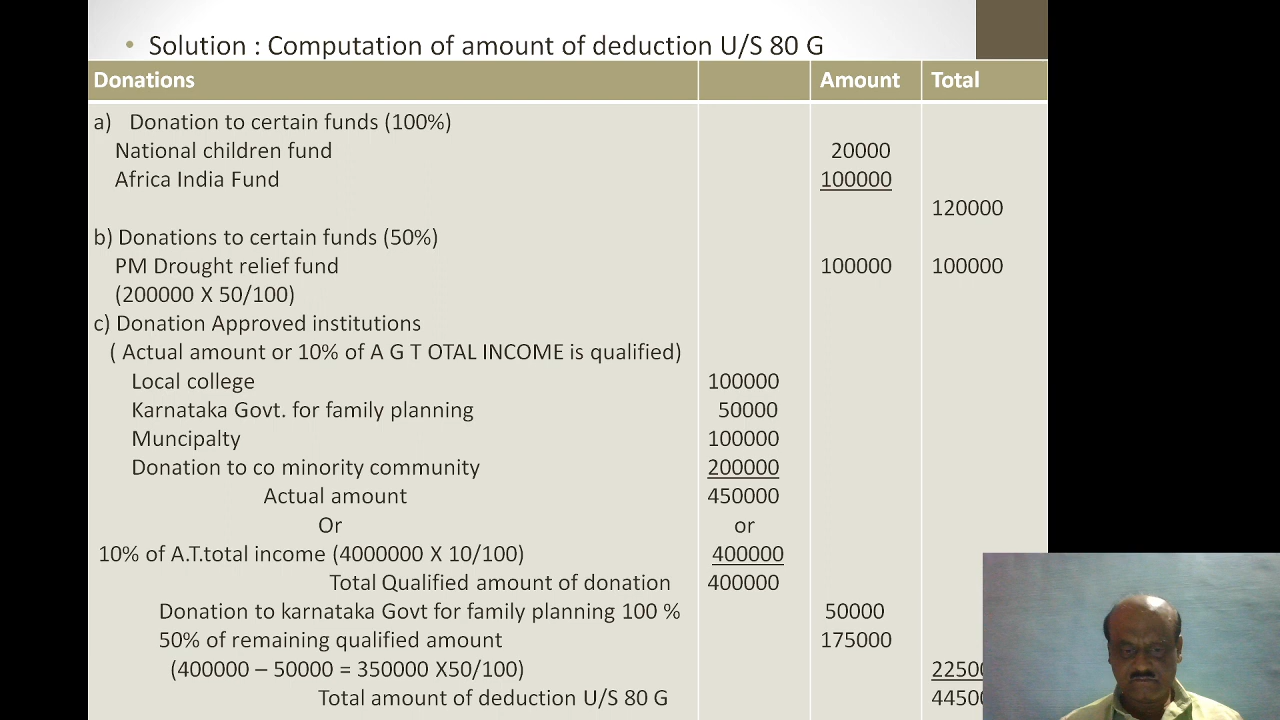 Solution : Computation of amount of deduction U/S 80 G
Donations Amount Total
a) Donation to certain funds (100%)
National children fund 20000
Africa India Fund 100000
120000
b) Donations to certain funds (50%)
PM Drought relief fund 100000 100000
(200000 X 50/100)
c) Donation Approved institutions
( Actual amount or 10% of A G T OTAL INCOME is qualified)
Local college 100000
Karnataka Govt. for family planning 50000
Muncipalty 100000
Donation to co minority community 200000
Actual amount 450000
Or or
10% of A.T.total income (4000000 X 10/100) 400000
Total Qualified amount of donation 400000
Donation to karnataka Govt for family planning 100 % 50000
50% of remaining qualified amount 175000
(400000 – 50000 = 350000 X50/100)
Total amount of deduction U/S 80 G